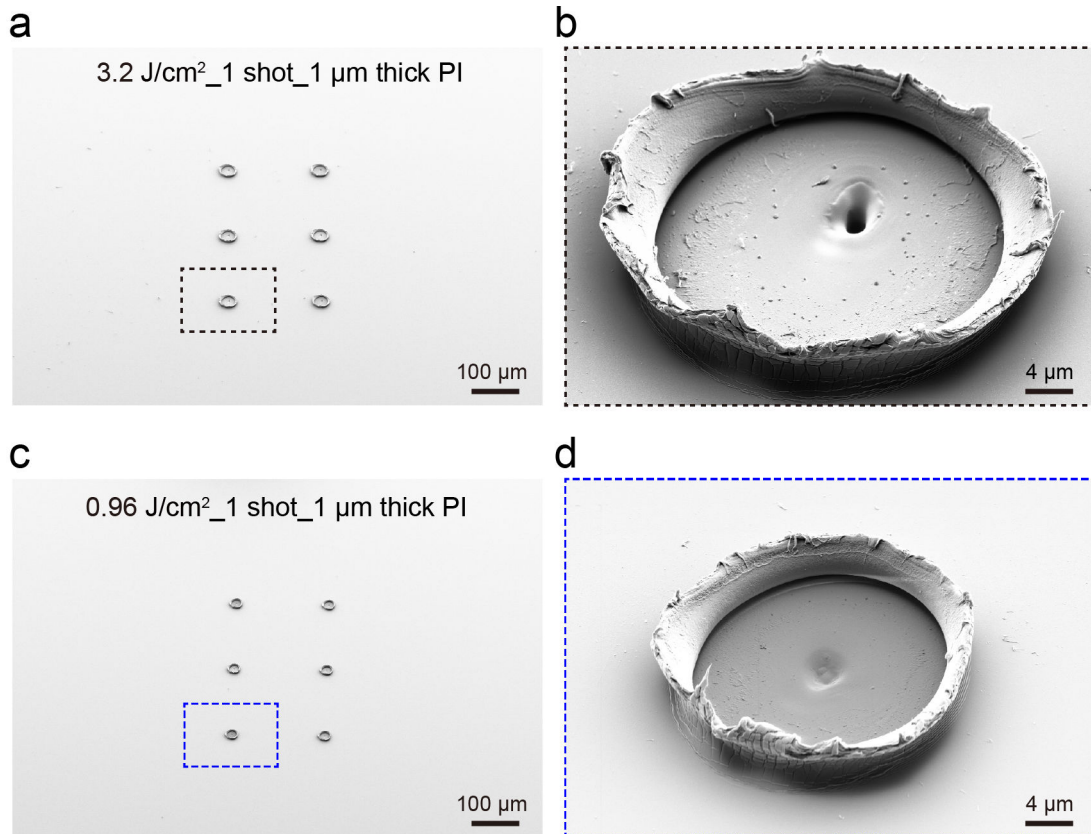 a
3.2 J/cm²_1 shot_1 µm thick PI
100 µm
b
4 µm
c
0.96 J/cm²_1 shot_1 µm thick PI
100 µm
d
4 µm